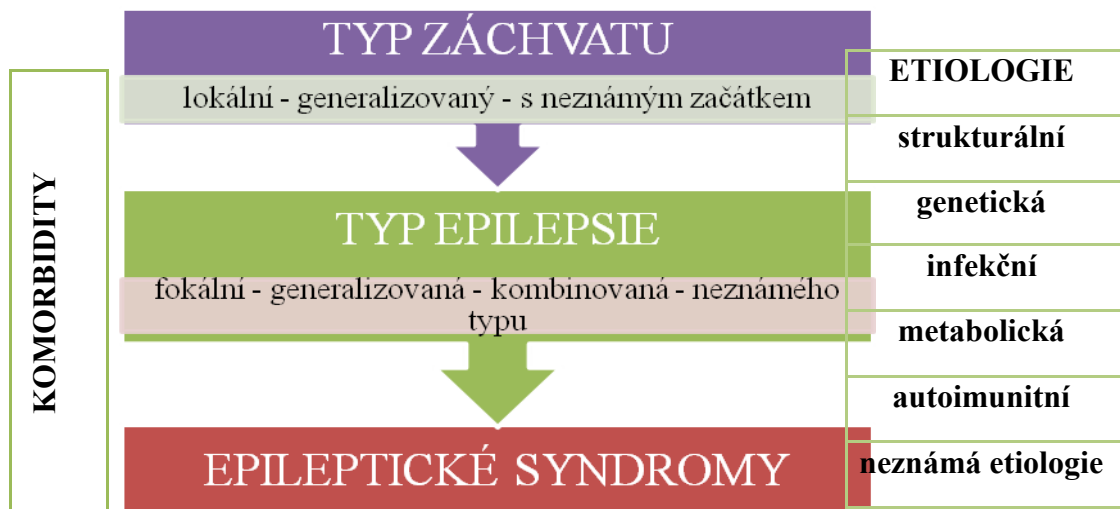 KOMORBIDITY
TYP ZÁCHVATU
lokální - generalizovaný - s neznámým začátkem
TYP EPILEPSIE
fokální - generalizovaná - kombinovaná - neznámého
typu
EPILEPTICKÉ SYNDROMY
ETIOLOGIE
strukturální
genetická
infekční
metabolická
autoimunitní
neznámá etiologie